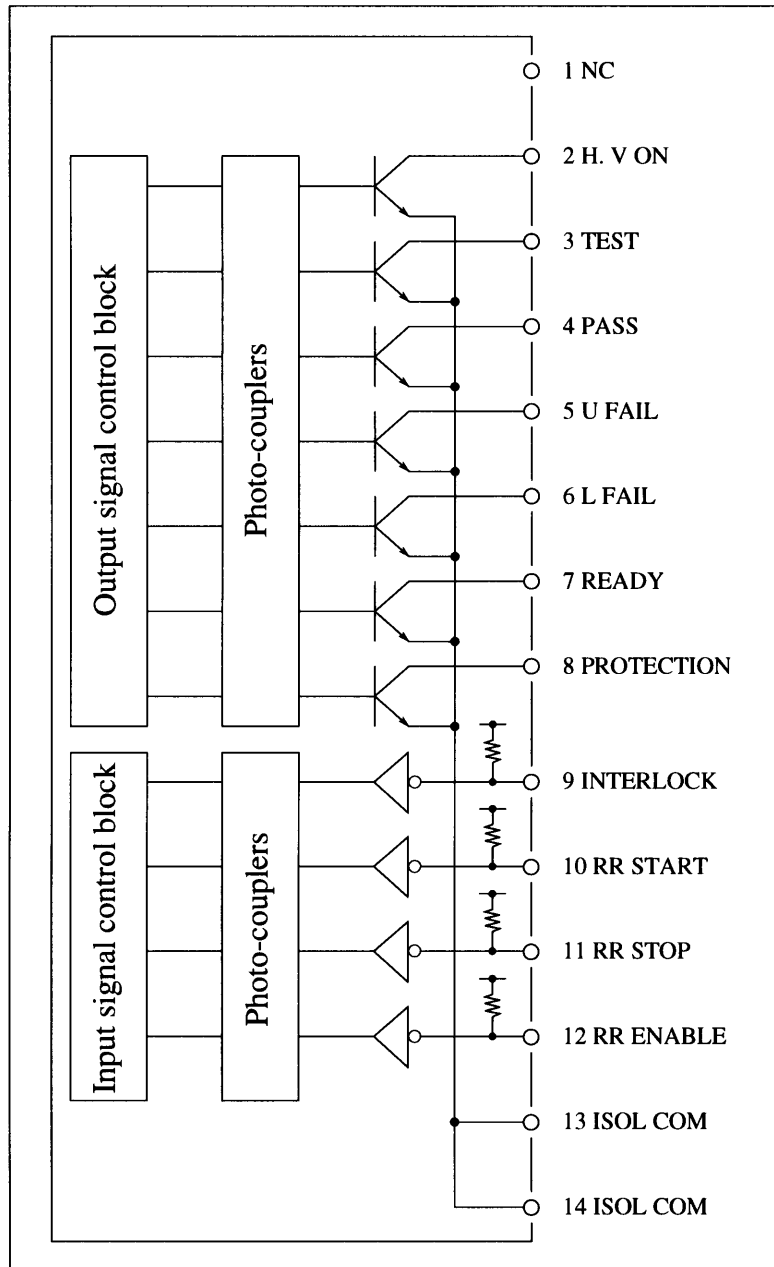 1 NC
2 H. V ON
3 TEST
4 PASS
5 U FAIL
6 L FAIL
7 READY
8 PROTECTION
9 INTERLOCK
10 RR START
11 RR STOP
12 RR ENABLE
13 ISOL COM
14 ISOL COM
Output signal control block
Photo-couplers
Input signal control block
Photo-couplers